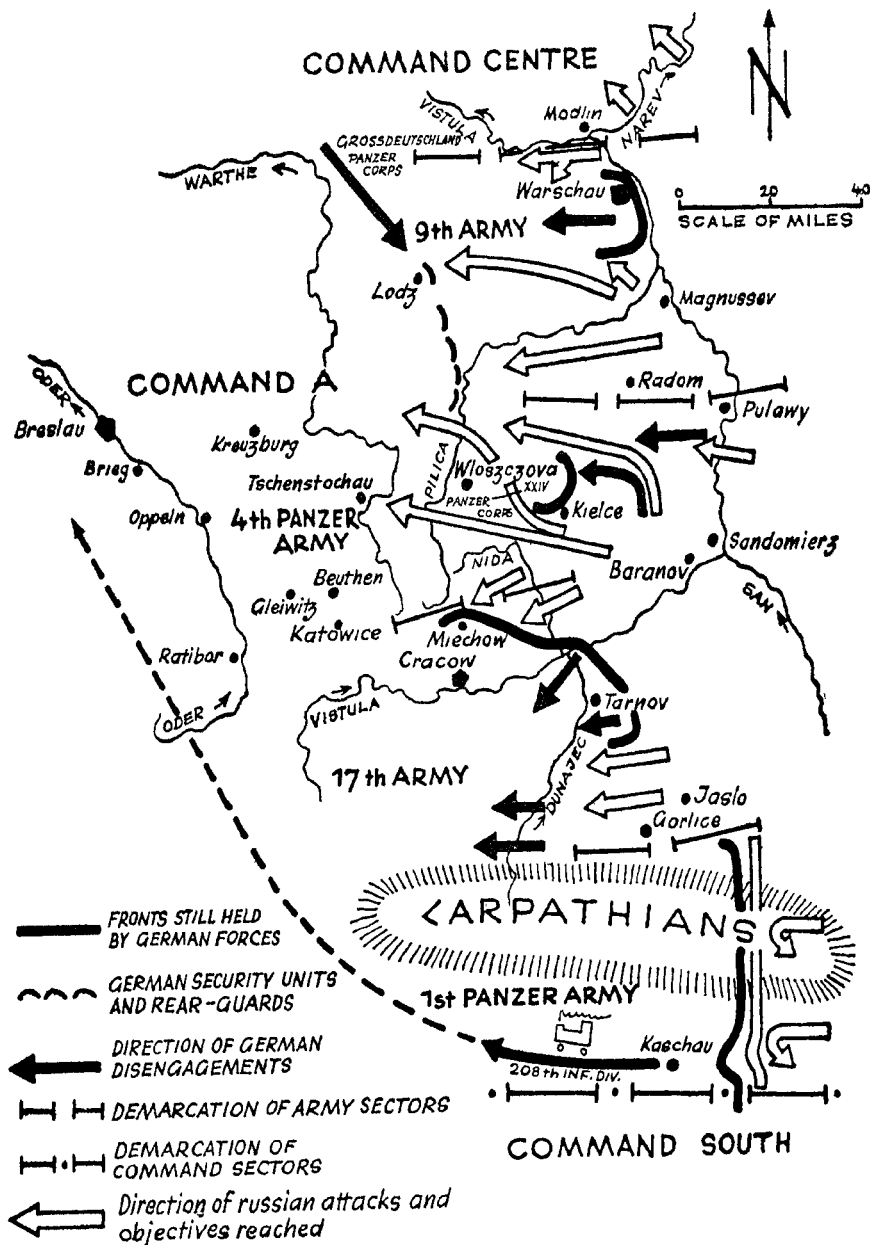 COMMAND CENTRE
N
VISTULA
Modlin
NAREV
GROSSDEUTSCHLAND
PANZER
CORPS
WARTHE
Warschau
0 20 40
SCALE OF MILES
9th ARMY
Lodz
Magnussev
COMMAND A
Radom
Pulawy
ODER
Breslau
Kreuzburg
Brieg
PILICA
Wloszczova
XXIV
PANZER
CORPS
Tschenstochau
Kielce
Oppeln
4th PANZER
ARMY
Sandomierz
Baranov
NIDA
SAN
Beuthen
Gleiwitz
Katowice
Miechow
Cracow
Ratibor
ODER
VISTULA
Tarnov
17th ARMY
DUNAJEC
Jaslo
Gorlice
CARPATHIANS
1st PANZER ARMY
Kaschau
208th INF. DIV.
COMMAND SOUTH
FRONTS STILL HELD
BY GERMAN FORCES
GERMAN SECURITY UNITS
AND REAR-GUARDS
DIRECTION OF GERMAN
DISENGAGEMENTS
DEMARCATION OF ARMY SECTORS
DEMARCATION OF
COMMAND SECTORS
Direction of russian attacks and
objectives reached